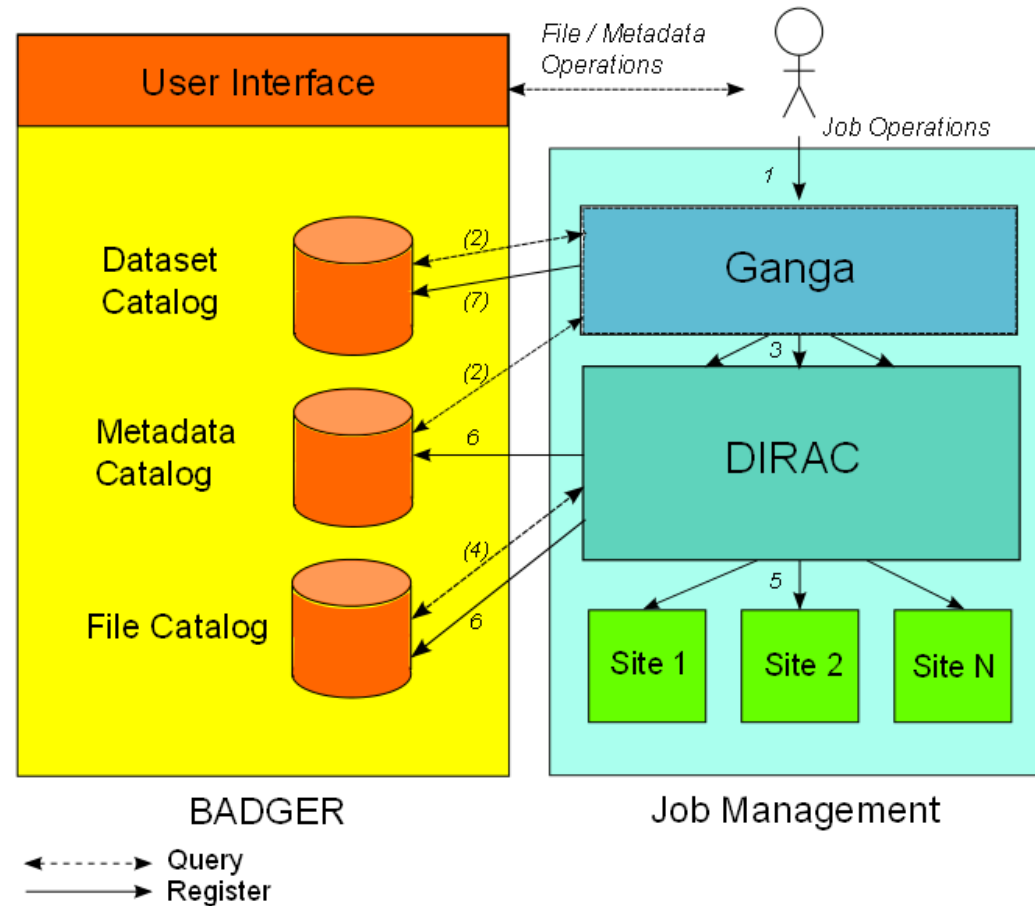 File / Metadata
Operations
User Interface
Job Operations
1
Dataset
Catalog
(2)
(7)
Ganga
3
(2)
Metadata
Catalog
6
DIRAC
(4)
5
File Catalog
6
Site 1
Site 2
Site N
BADGER
Job Management
Query
Register